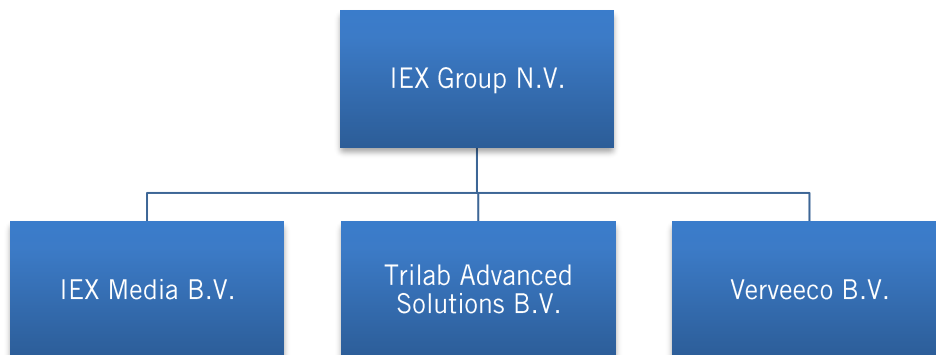 IEX Group N.V.
IEX Media B.V.
Trilab Advanced
Solutions B.V.
Verveeco B.V.